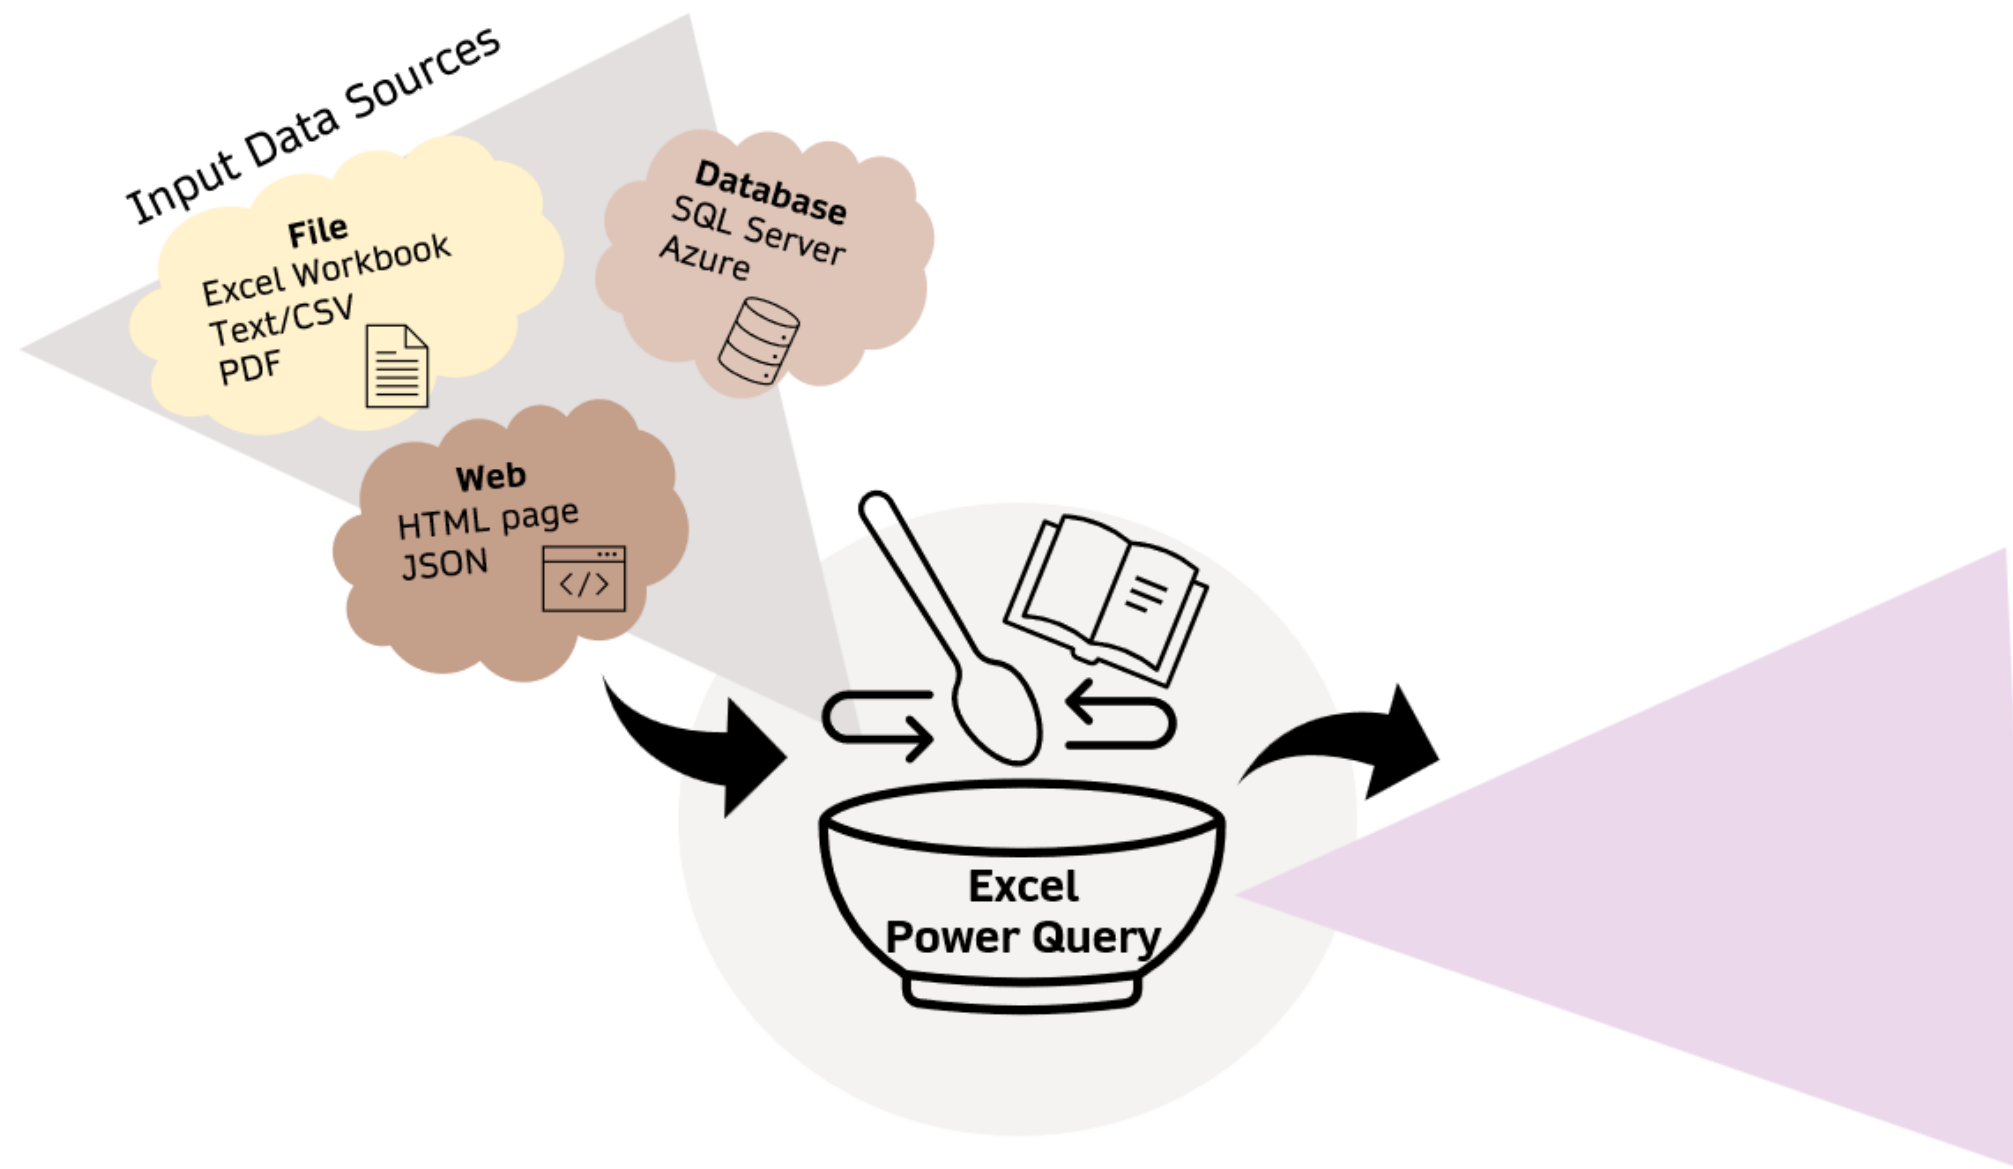 Input Data Sources
File
Excel Workbook
Text/CSV
PDF
Database
SQL Server
Azure
Web
HTML page
JSON
</>
Excel
Power Query